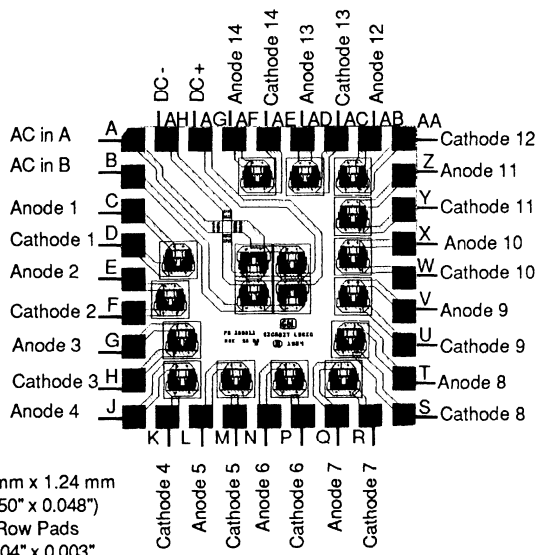 DC-
DC+
Anode 14
Cathode 14
Anode 13
Cathode 13
Anode 12
AH
AG
AF
AE
AD
AC
AB
AA
AC in A
A
Cathode 12
AC in B
B
Z
Anode 11
Anode 1
C
Y
Cathode 11
Cathode 1
D
X
Anode 10
Anode 2
E
W
Cathode 10
Cathode 2
F
V
Anode 9
Anode 3
G
U
Cathode 9
Cathode 3
H
T
Anode 8
Anode 4
J
S
Cathode 8
K
L
M
N
P
Q
R
Cathode 4
Anode 5
Cathode 5
Anode 6
Cathode 6
Anode 7
Cathode 7
1984
mm x 1.24 mm
50" x 0.048")
Row Pads
04" x 0.003"